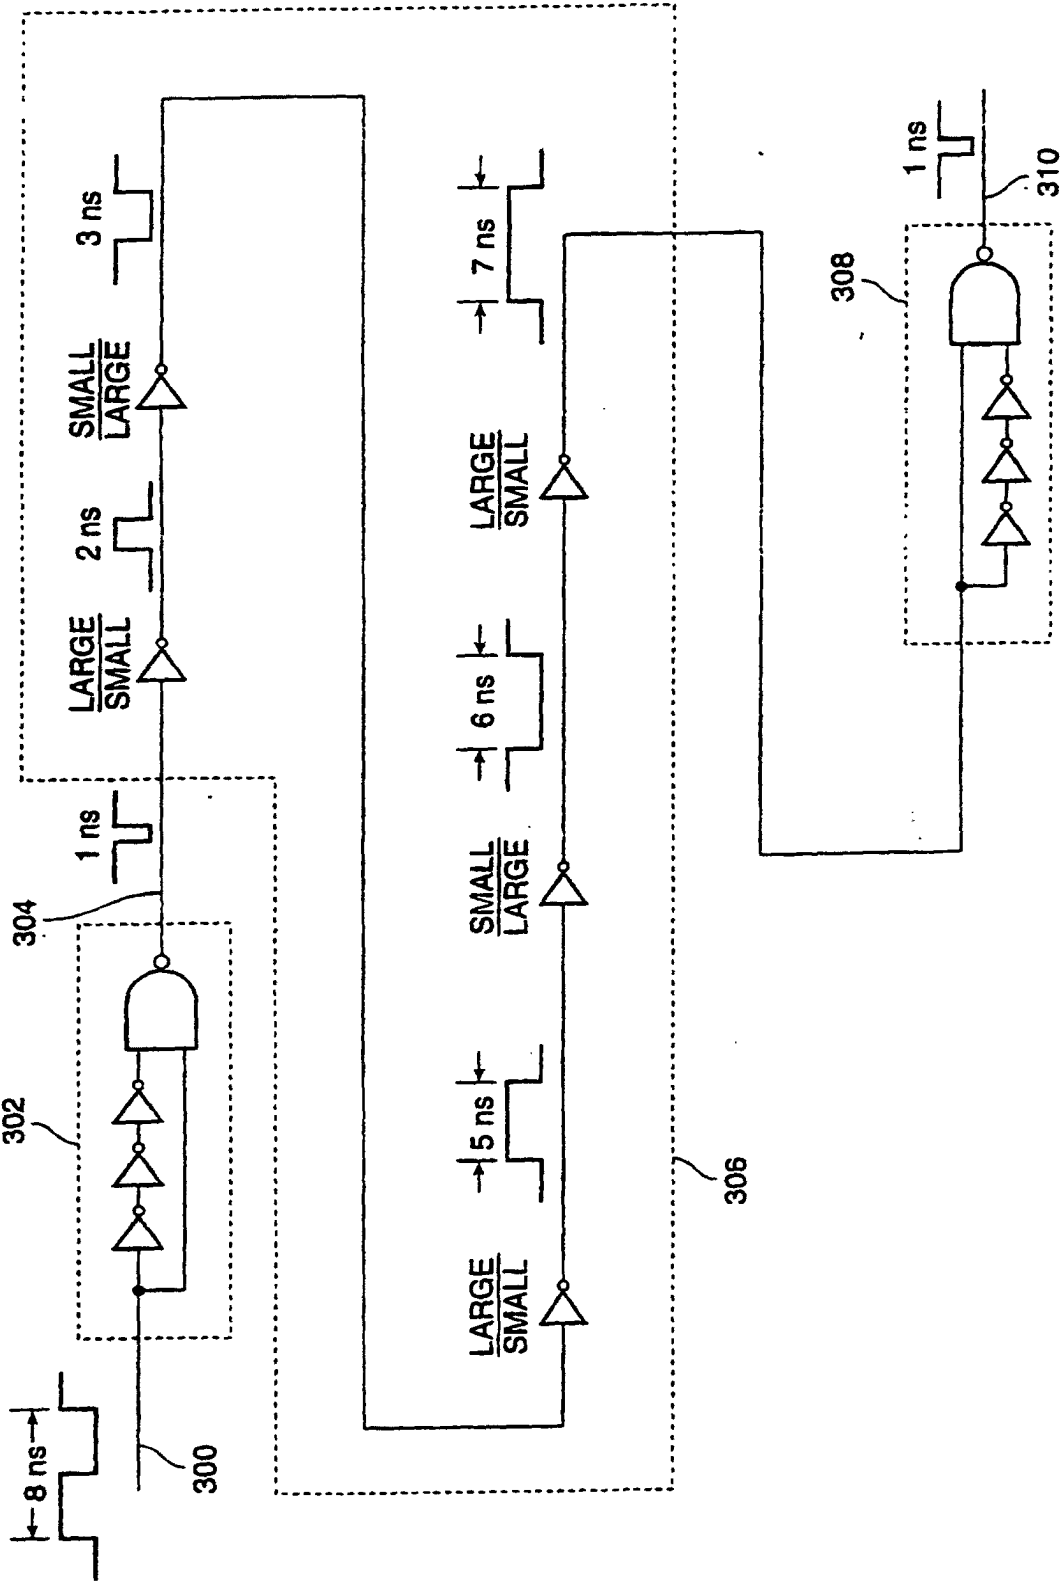 8 ns
300
302
304
1 ns
LARGE
SMALL
2 ns
SMALL
LARGE
3 ns
LARGE
SMALL
5 ns
SMALL
LARGE
6 ns
LARGE
SMALL
7 ns
306
308
1 ns
310